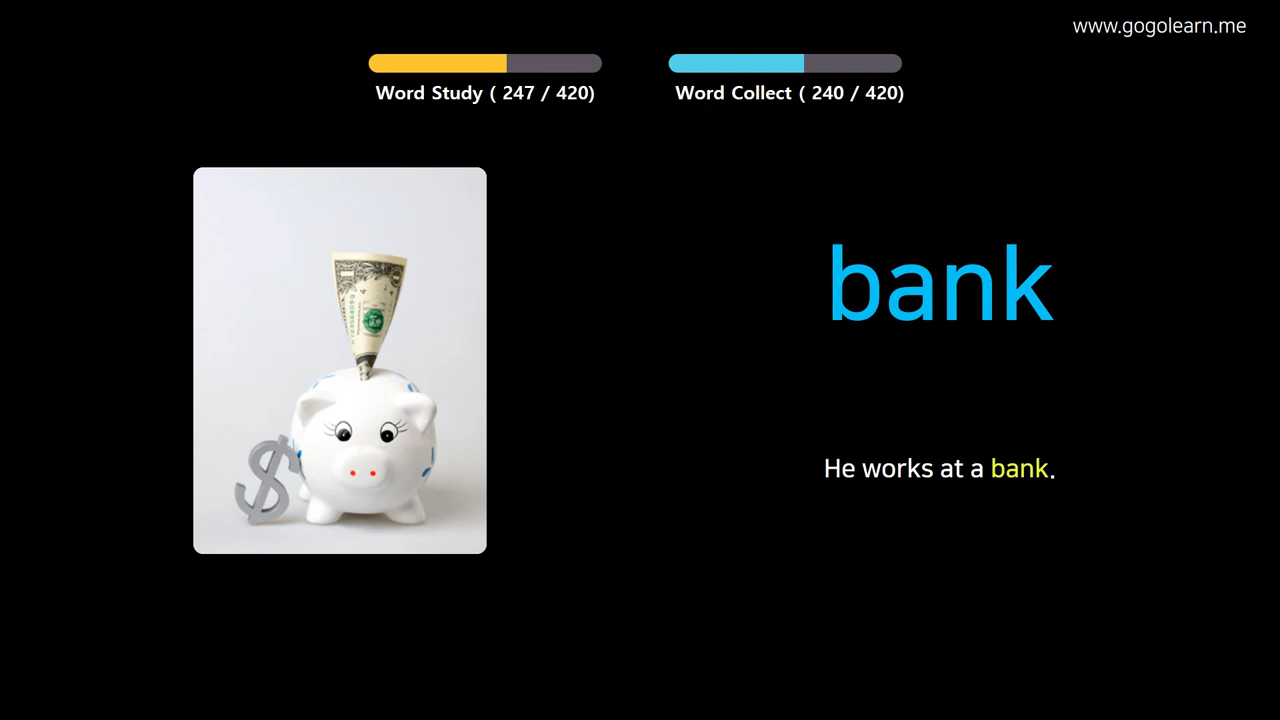 www.gogolearn.me
Word Study ( 247 / 420)
Word Collect ( 240 / 420)
bank
He works at a bank.
$